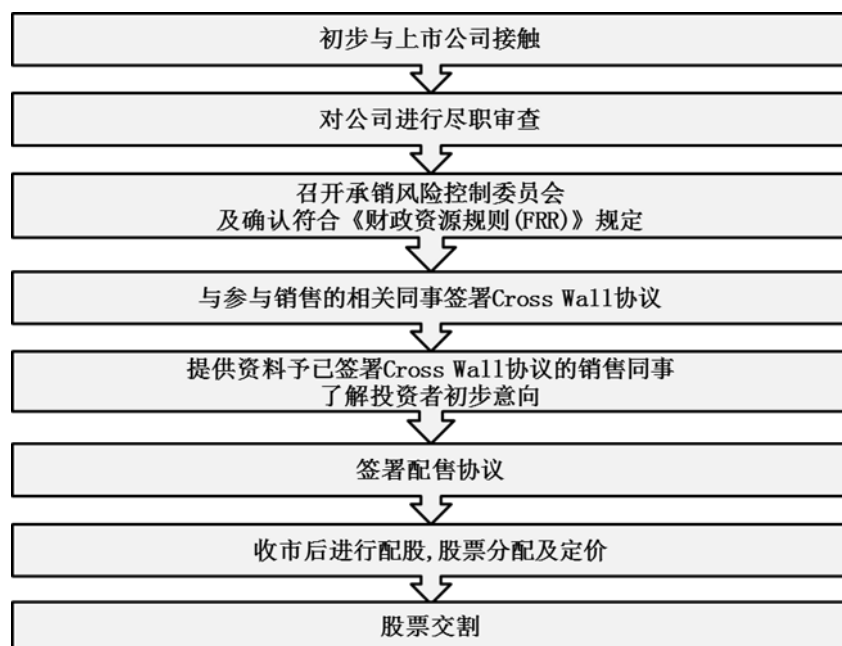 初步与上市公司接触
对公司进行尽职审查
召开承销风险控制委员会
及确认符合《财政资源规则(FRR)》规定
与参与销售的相关同事签署Cross Wall协议
提供资料予已签署Cross Wall协议的销售同事
了解投资者初步意向
签署配售协议
收市后进行配股,股票分配及定价
股票交割